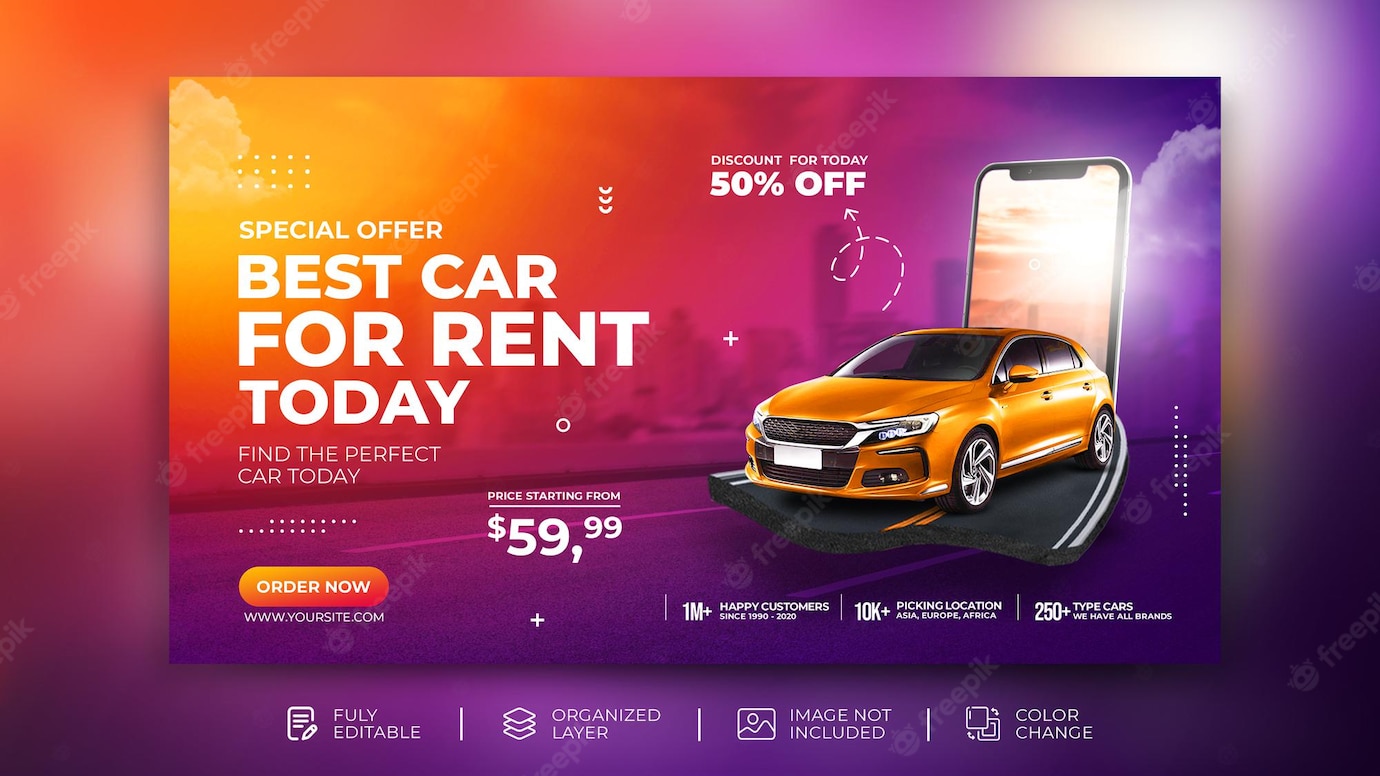 SPECIAL OFFER
BEST CAR
FOR RENT
TODAY
FIND THE PERFECT
CAR TODAY
DISCOUNT FOR TODAY
50% OFF
PRICE STARTING FROM
$59,99
ORDER NOW
WWW.YOURSITE.COM
1M+ HAPPY CUSTOMERS
SINCE 1990 - 2020
10K+ PICKING LOCATION
ASIA, EUROPE, AFRICA
250+ TYPE CARS
WE HAVE ALL BRANDS
FULY
EDITABLE
ORGANIZED
LAYER
IMAGE NOT
INCLUDED
COLOR
CHANGE
freepik